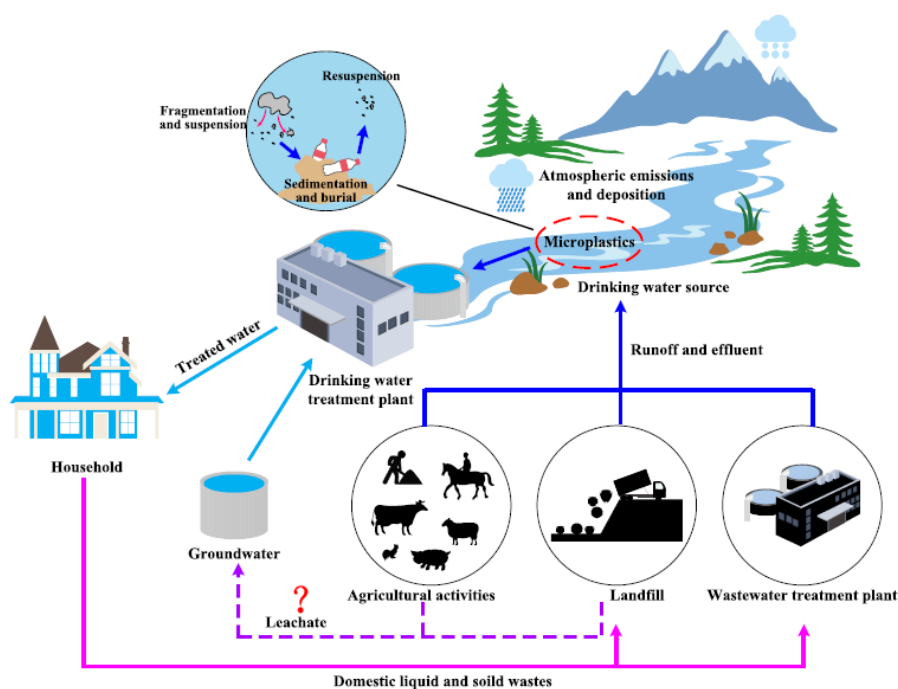 Resuspension
Fragmentation
and suspension
Sedimentation
and burial
Atmospheric emissions
and deposition
Microplastics
Drinking water source
Treated water
Runoff and effluent
Drinking water
treatment plant
Household
Groundwater
?
Leachate
Agricultural activities
Landfill
Wastewater treatment plant
Domestic liquid and soild wastes